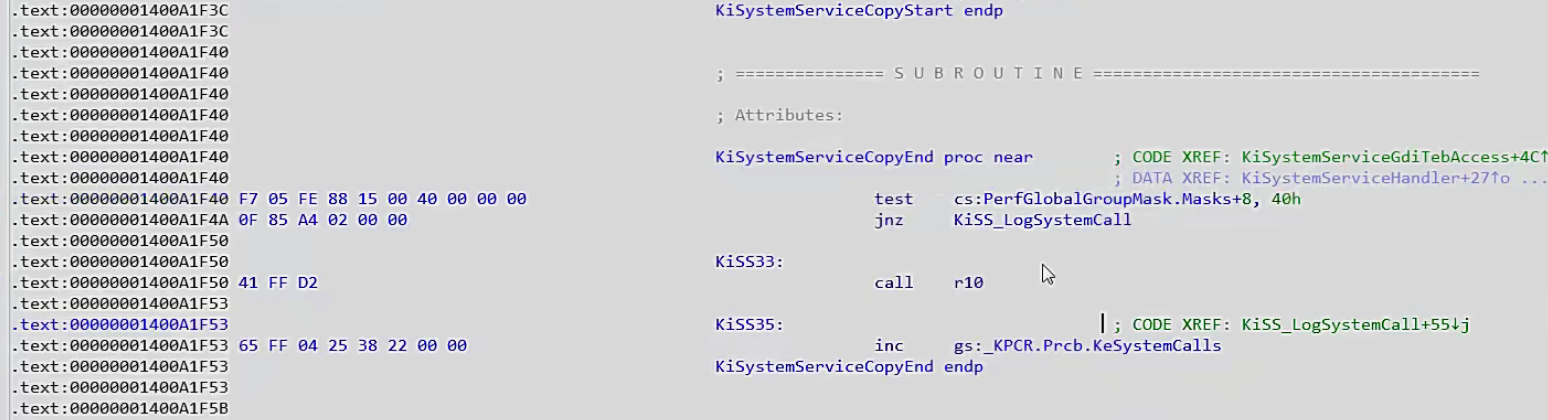 .text:00000001400A1F3C KiSystemServiceCopyStart endp
.text:00000001400A1F3C
.text:00000001400A1F40
.text:00000001400A1F40 ; =============== S U B R O U T I N E =======================================
.text:00000001400A1F40
.text:00000001400A1F40 ; Attributes:
.text:00000001400A1F40
.text:00000001400A1F40 KiSystemServiceCopyEnd proc near ; CODE XREF: KiSystemServiceGdiTebAccess+4C↑
.text:00000001400A1F40 ; DATA XREF: KiSystemServiceHandler+27↑o ...
.text:00000001400A1F40 F7 05 FE 88 15 00 40 00 00 00 test cs:PerfGlobalGroupMask.Masks+8, 40h
.text:00000001400A1F4A 0F 85 A4 02 00 00 jnz KiSS_LogSystemCall
.text:00000001400A1F50
.text:00000001400A1F50 KiSS33:
.text:00000001400A1F50 41 FF D2 call r10
.text:00000001400A1F53
.text:00000001400A1F53 KiSS35: ; CODE XREF: KiSS_LogSystemCall+55↓j
.text:00000001400A1F53 65 FF 04 25 38 22 00 00 inc gs:_KPCR.Prcb.KeSystemCalls
.text:00000001400A1F53 KiSystemServiceCopyEnd endp
.text:00000001400A1F53
.text:00000001400A1F5B